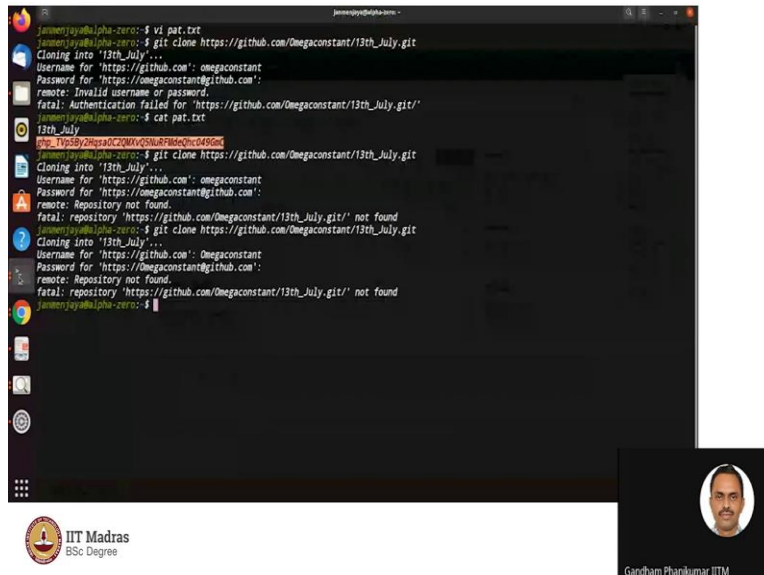 janmenjaya@alpha-zero: ~
janmenjaya@alpha-zero:~$ vi pat.txt
janmenjaya@alpha-zero:~$ git clone https://github.com/Omegaconstant/13th_July.git
Cloning into '13th_July'...
Username for 'https://github.com': omegaconstant
Password for 'https://omegaconstant@github.com':
remote: Invalid username or password.
fatal: Authentication failed for 'https://github.com/Omegaconstant/13th_July.git/'
janmenjaya@alpha-zero:~$ cat pat.txt
13th_July
janmenjaya@alpha-zero:~$ git clone https://github.com/Omegaconstant/13th_July.git
Cloning into '13th_July'...
Username for 'https://github.com': omegaconstant
Password for 'https://omegaconstant@github.com':
remote: Repository not found.
fatal: repository 'https://github.com/Omegaconstant/13th_July.git/' not found
janmenjaya@alpha-zero:~$ git clone https://github.com/Omegaconstant/13th_July.git
Cloning into '13th_July'...
Username for 'https://github.com': Omegaconstant
Password for 'https://Omegaconstant@github.com':
remote: Repository not found.
fatal: repository 'https://github.com/Omegaconstant/13th_July.git/' not found
janmenjaya@alpha-zero:~$
IIT Madras
BSc Degree
Gandham Phanikumar IITM